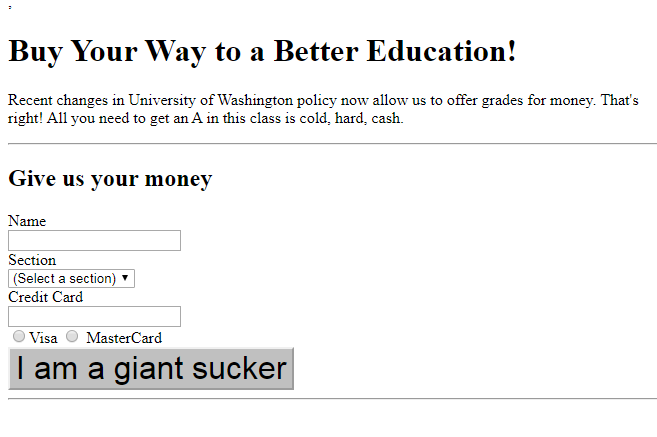 ;
Buy Your Way to a Better Education!
Recent changes in University of Washington policy now allow us to offer grades for money. That's
right! All you need to get an A in this class is cold, hard, cash.
Give us your money
Name
Section
(Select a section)
Credit Card
Visa MasterCard
I am a giant sucker